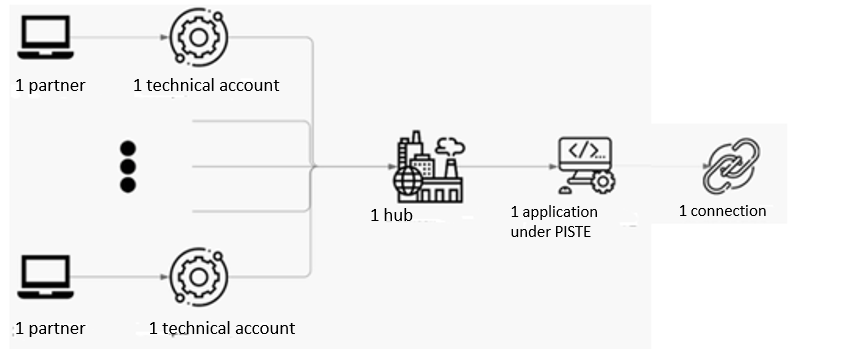 1 partner
1 technical account
</>...
1 hub
1 application
under PISTE
1 connection
1 partner
1 technical account